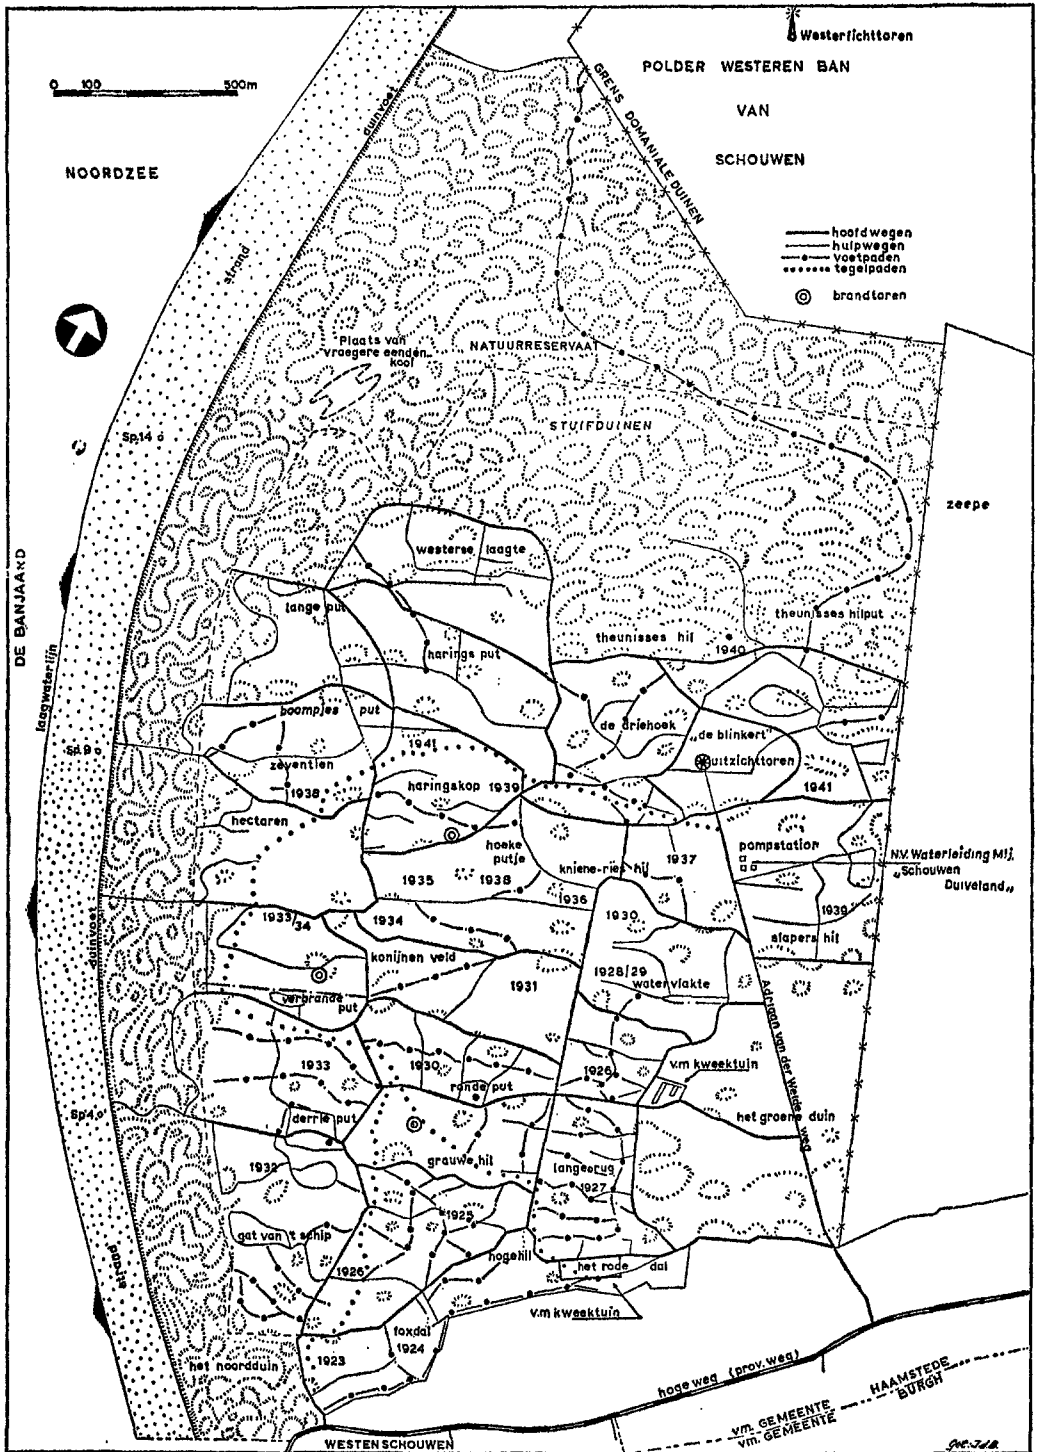 Westerlichttoren
POLDER WESTEREN BAN
VAN
SCHOUWEN
0 100 500m
NOORDZEE
duinvoet
GRENS DOMANIALE DUINEN
hoofdwegen
hulpwegen
voetpaden
tegelpaden
brandtoren
strand
Plaats van
vroegere eenden
kooi
NATUURRESERVAAT
STUIFDUINEN
Sp.14
zeepe
DE BANJAARD
laagwaterlijn
westerse laagte
lange put
harings put
theunisses hil
theunisses hilput
1940
boompjes put
de driehoek
"de blinkert"
uitzichttoren
Sp.9
zeventien
1938
hectaren
1941
haringskop
1939
1941
hoeke
putje
pompstation
N.V. Waterleiding Mij.
"Schouwen
Duiveland"
1935
1938
kniene-ries hil
1937
1936
1939
slapers hil
duinvoet
1933/
34
1934
1930
konijnen veld
1928/29
watervlakte
1931
verbrande
put
Adriaan van der Weijde weg
1933
1930
ronde put
1926
v.m kweektuin
Sp.4
derrie put
het groene duin
1932
grauwe hil
langeorug
1927
1925
gat van 't schip
1926
hogehil
het rode dal
v.m kweektuin
strand
foxdal
1924
1923
het noordduin
hoge weg (prov. weg)
HAAMSTEDE
BURGH
vm. GEMEENTE
vm. GEMEENTE
WESTENSCHOUWEN